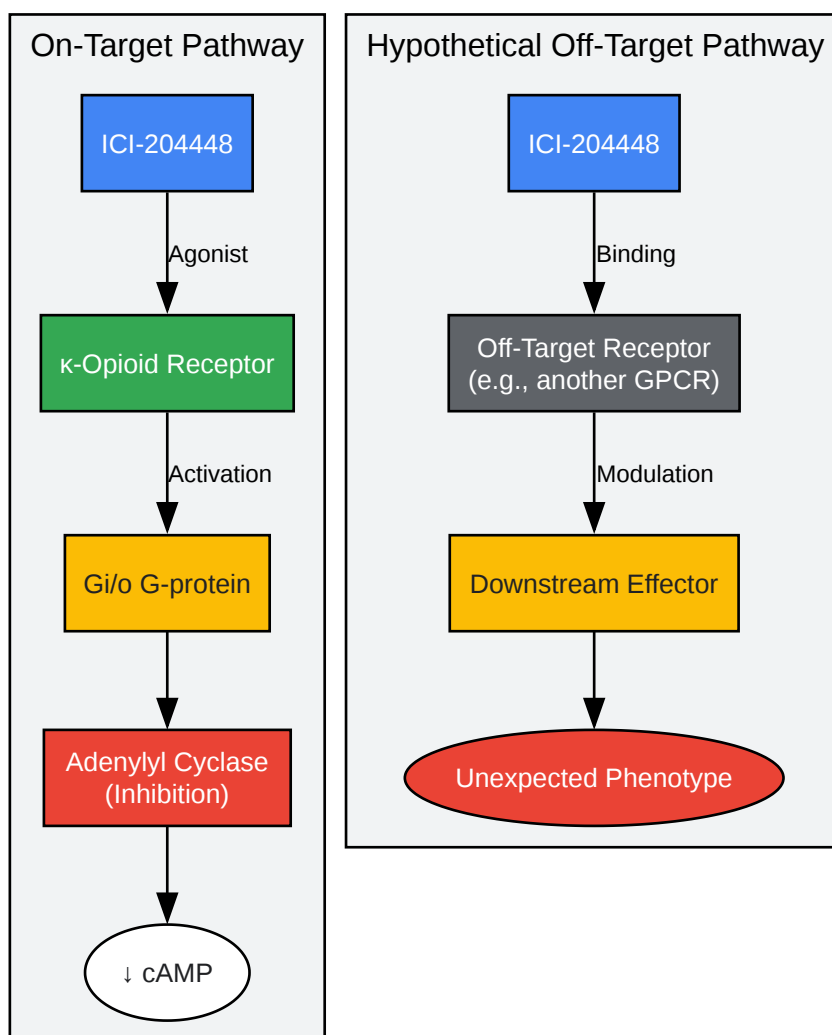 On-Target Pathway
ICI-204448
Agonist
κ-Opioid Receptor
Activation
Gi/o G-protein
Adenylyl Cyclase
(Inhibition)
↓ cAMP
Hypothetical Off-Target Pathway
ICI-204448
Binding
Off-Target Receptor
(e.g., another GPCR)
Modulation
Downstream Effector
Unexpected Phenotype